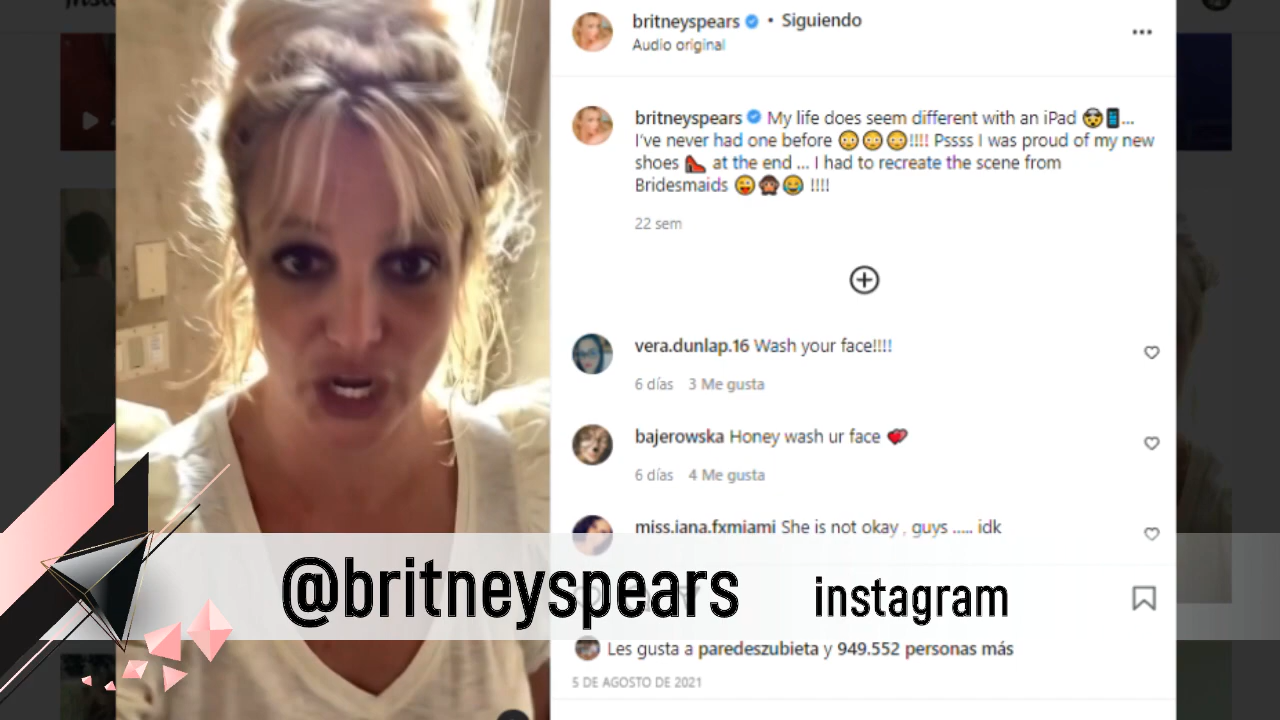 britneyspears • Siguiendo
Audio original
britneyspears My life does seem different with an iPad 😳📱...
I've never had one before 😳😳😳!!!! Pssss I was proud of my new
shoes 👠 at the end ... I had to recreate the scene from
Bridesmaids 😜🙊😂 !!!!
22 sem
vera.dunlap.16 Wash your face!!!!
6 días 3 Me gusta
bajerowska Honey wash ur face 💕
6 días 4 Me gusta
miss.iana.fxmiami She is not okay , guys ..... idk
@britneyspears instagram
Les gusta a paredeszubieta y 949.552 personas más
5 DE AGOSTO DE 2021